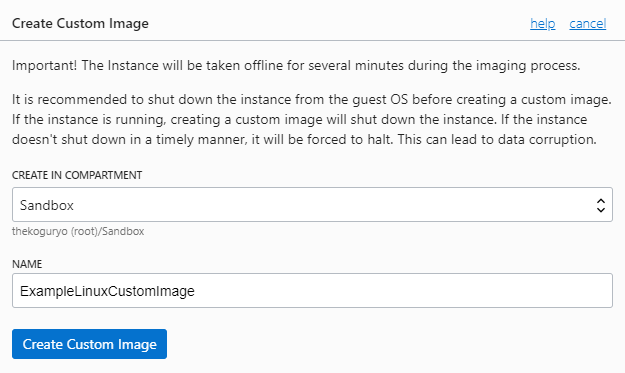 Create Custom Image
help cancel
Important! The Instance will be taken offline for several minutes during the imaging process.
It is recommended to shut down the instance from the guest OS before creating a custom image.
If the instance is running, creating a custom image will shut down the instance. If the instance
doesn't shut down in a timely manner, it will be forced to halt. This can lead to data corruption.
CREATE IN COMPARTMENT
Sandbox
thekoguryo (root)/Sandbox
NAME
ExampleLinuxCustomImage
Create Custom Image